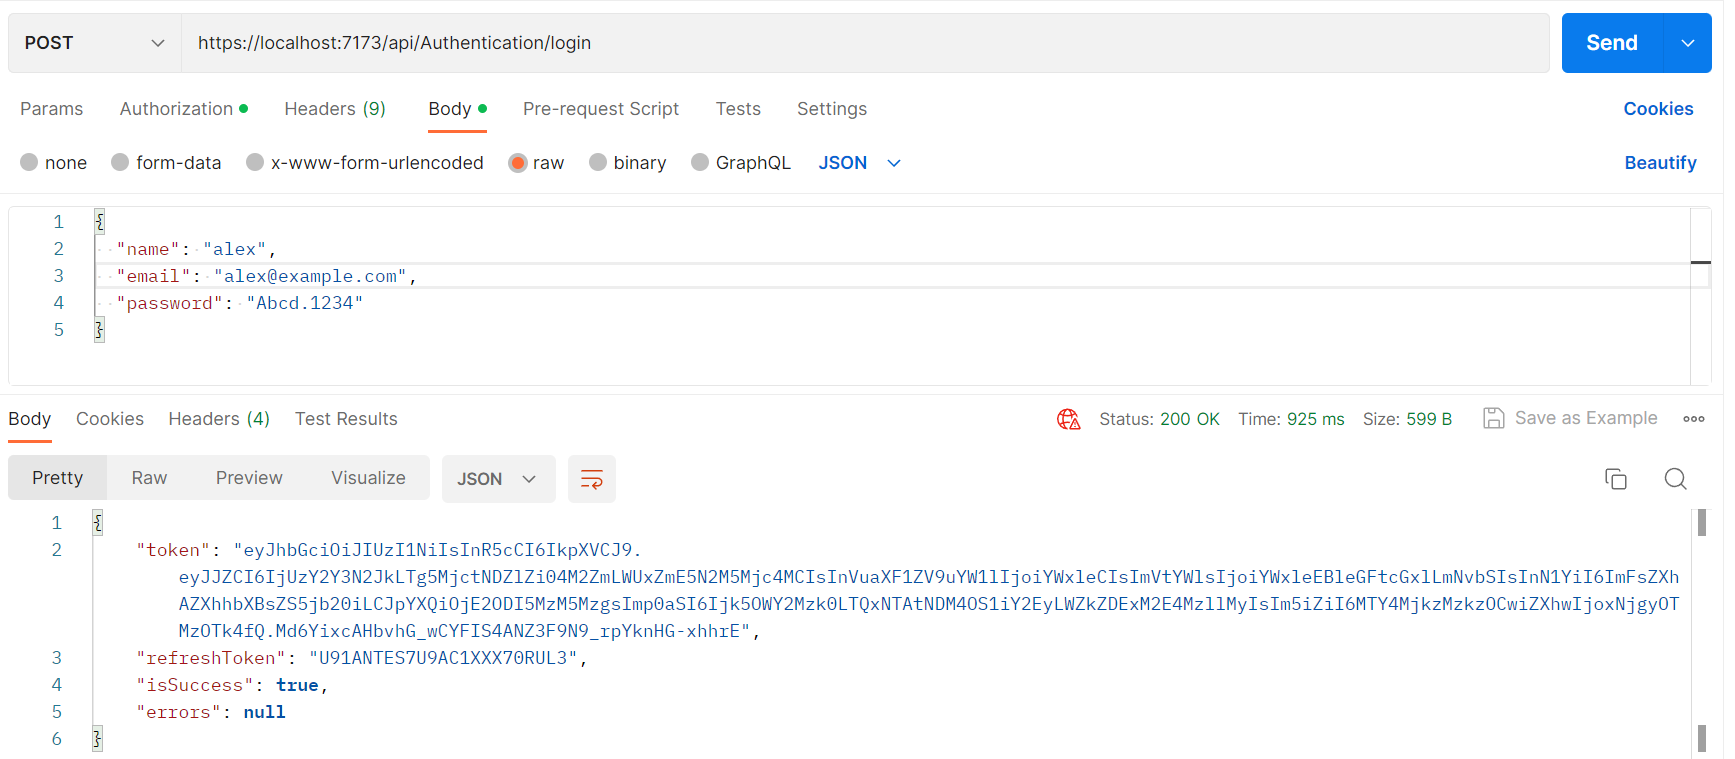 POST https://localhost:7173/api/Authentication/login Send
Params Authorization Headers (9) Body Pre-request Script Tests Settings Cookies
none form-data x-www-form-urlencoded raw binary GraphQL JSON Beautify
1 {
2 "name": "alex",
3 "email": "alex@example.com",
4 "password": "Abcd.1234"
5 }
Body Cookies Headers (4) Test Results Status: 200 OK Time: 925 ms Size: 599 B Save as Example
Pretty Raw Preview Visualize JSON
1 {
2 "token": "eyJhbGciOiJIUzI1NiIsInR5cCI6IkpXVCJ9.
eyJJZCI6IjUzY2Y3N2JkLTg5MjctNDZlZi04M2ZmLWUxZmE5N2M5Mjc4MCIsInVuaXF1ZV9uYW1lIjoiYWxleCIsImVtYWlsIjoiYWxleEBleGFtcGxlLmNvbSIsInN1YiI6ImFsZXh
AZXhhbXBsZS5jb20iLCJpYXQiOjE2ODI5MzM5MzgsImp0aSI6Ijk5OWY2Mzk0LTQxNTAtNDM4OS1iY2EyLWZkZDExM2E4MzllMyIsIm5iZiI6MTY4MjkzMzkzOCwiZXhwIjoxNjgyOT
MzOTk4fQ.Md6YixcAHbvhG_wCYFIS4ANZ3F9N9_rpYknHG-xhhrE",
3 "refreshToken": "U91ANTES7U9AC1XXX70RUL3",
4 "isSuccess": true,
5 "errors": null
6 }